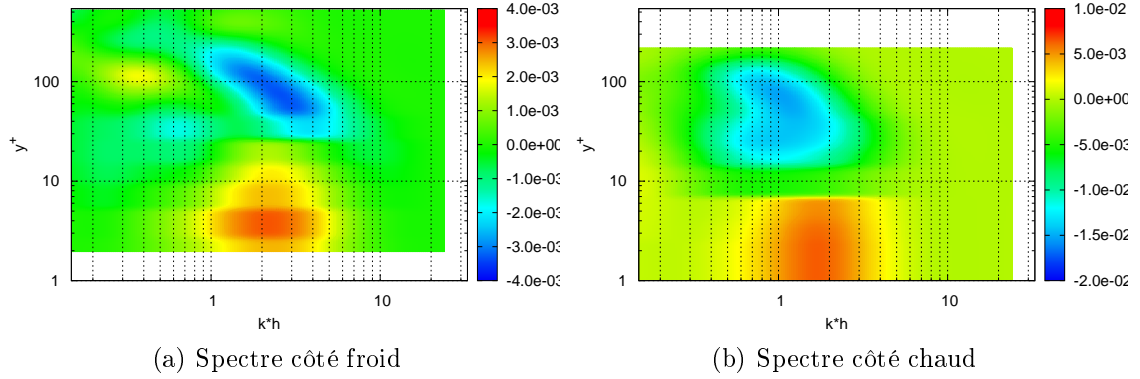 4.0e-03
3.0e-03
2.0e-03
1.0e-03
0.0e+00
-1.0e-03
-2.0e-03
-3.0e-03
-4.0e-03
100
10
1
y+
1
10
k*h
(a) Spectre côté froid
1.0e-02
5.0e-03
0.0e+00
-5.0e-03
-1.0e-02
-1.5e-02
-2.0e-02
100
10
1
y+
1
10
k*h
(b) Spectre côté chaud